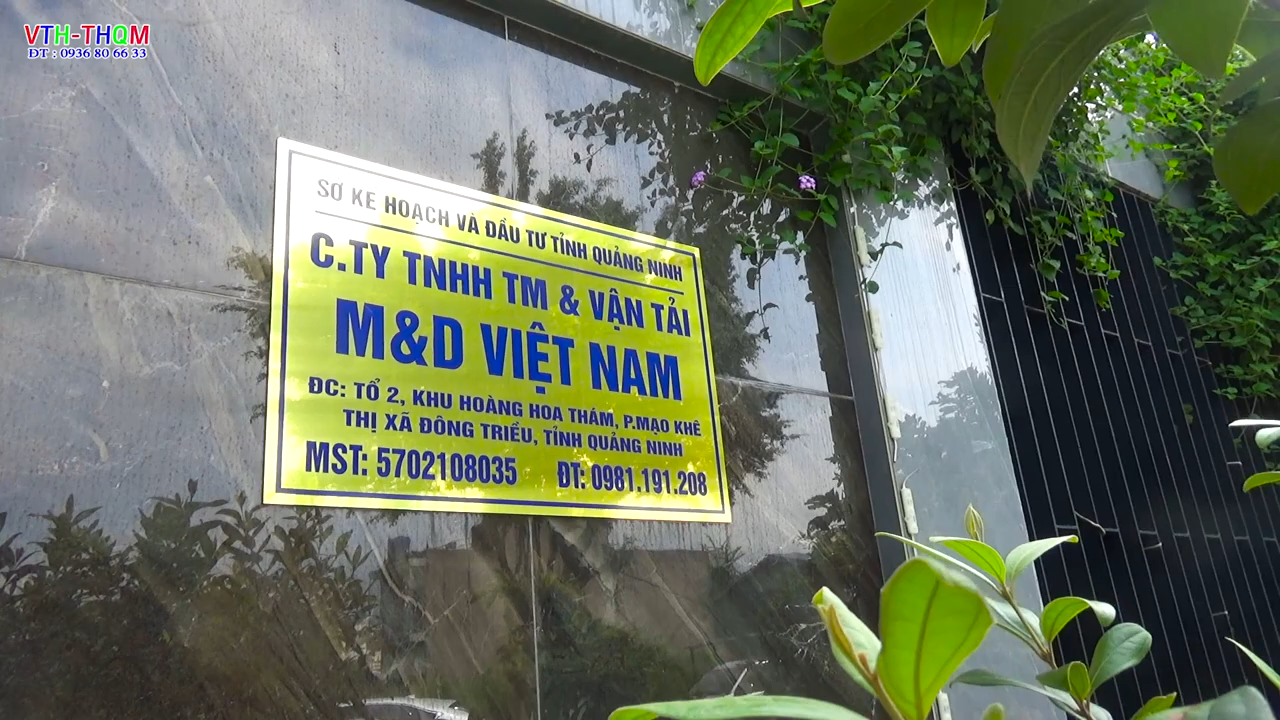 VTH-THQM
ĐT : 0936 80 66 33
SƠ KE HOẠCH VÀ ĐẦU TƯ TỈNH QUẢNG NINH
C.TY TNHH TM & VẬN TẢI
M&D VIỆT NAM
ĐC: TỔ 2, KHU HOÀNG HOA THÁM, P.MẠO KHÊ
THỊ XÃ ĐÔNG TRIỀU, TỈNH QUẢNG NINH
MST: 5702108035 ĐT: 0981.191.208